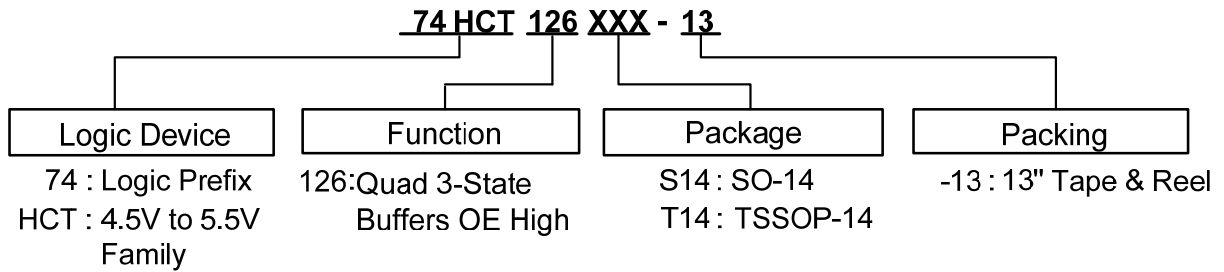 74 HCT 126 XXX - 13
Logic Device
74 : Logic Prefix
HCT : 4.5V to 5.5V
Family
Function
126:Quad 3-State
Buffers OE High
Package
S14 : SO-14
T14 : TSSOP-14
Packing
-13 : 13" Tape & Reel